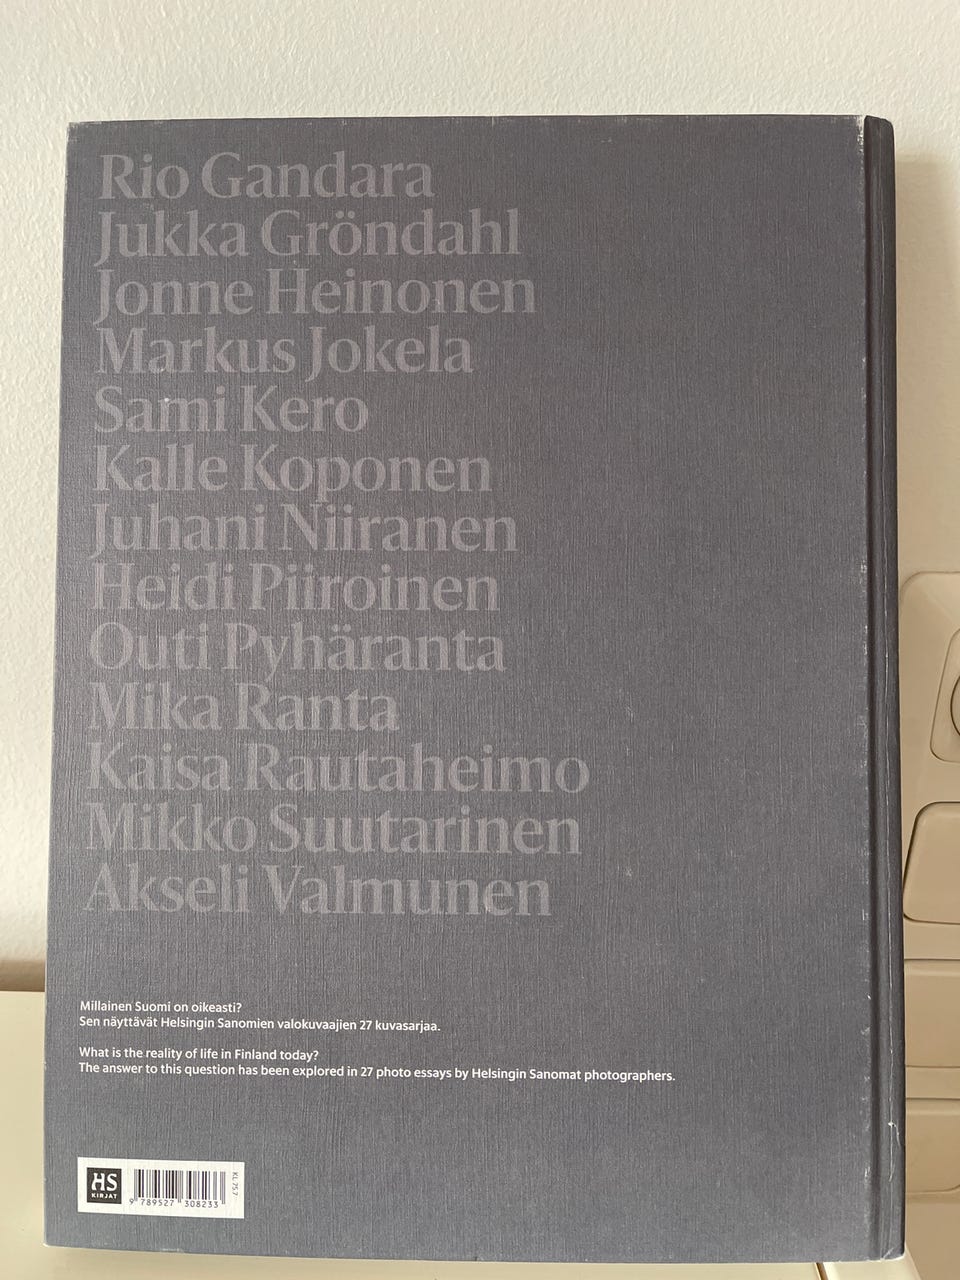 Rio Gandara
Jukka Gröndahl
Jonne Heinonen
Markus Jokela
Sami Kero
Kalle Koponen
Juhani Niiranen
Heidi Piiroinen
Outi Pyhäranta
Mika Ranta
Kaisa Rautaheimo
Mikko Suutarinen
Akseli Valmunen
Millainen Suomi on oikeasti?
Sen näyttävät Helsingin Sanomien valokuvaajien 27 kuvasarjaa.
What is the reality of life in Finland today?
The answer to this question has been explored in 27 photo essays by Helsingin Sanomat photographers.
HS
KIRJAT
9 789527 308233
KL 75.7